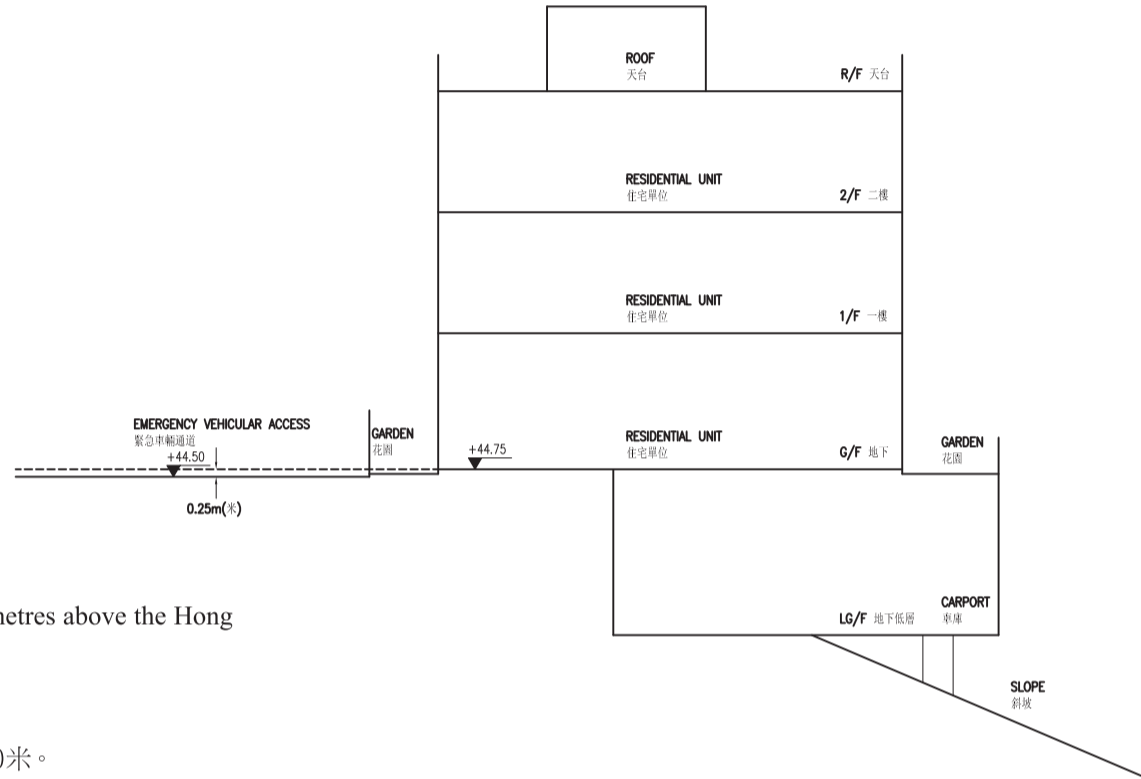 ROOF
天台
R/F 天台
RESIDENTIAL UNIT
住宅單位
2/F 二樓
RESIDENTIAL UNIT
住宅單位
1/F 一樓
EMERGENCY VEHICULAR ACCESS
緊急車輛通道
+44.50
0.25m(米)
GARDEN
花園
+44.75
RESIDENTIAL UNIT
住宅單位
G/F 地下
GARDEN
花園
netres above the Hong
LG/F 地下低層
CARPORT
車庫
SLOPE
斜坡
0米。